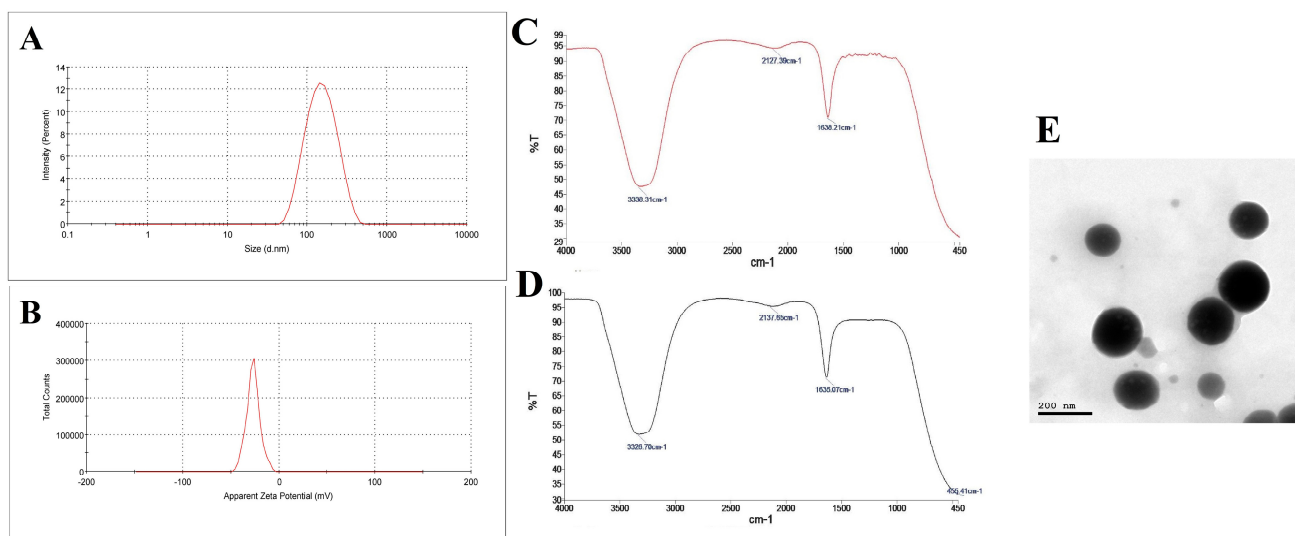 A
14
12
10
8
6
4
2
0
Intensity (Percent)
0.1 1 10 100 1000 10000
Size (d.nm)
B
400000
300000
200000
100000
0
Total Counts
-200 -100 0 100 200
Apparent Zeta Potential (mV)
C
99
95
90
85
80
75
70
65
60
55
50
45
40
35
29
%T
2127.39cm-1
1638.21cm-1
3338.31cm-1
4000 3500 3000 2500 2000 1500 1000 450
cm-1
D
100
95
90
85
80
75
70
65
60
55
50
45
40
35
30
%T
2137.65cm-1
1635.07cm-1
3326.70cm-1
455.41cm-1
4000 3500 3000 2500 2000 1500 1000 450
cm-1
E
200 nm